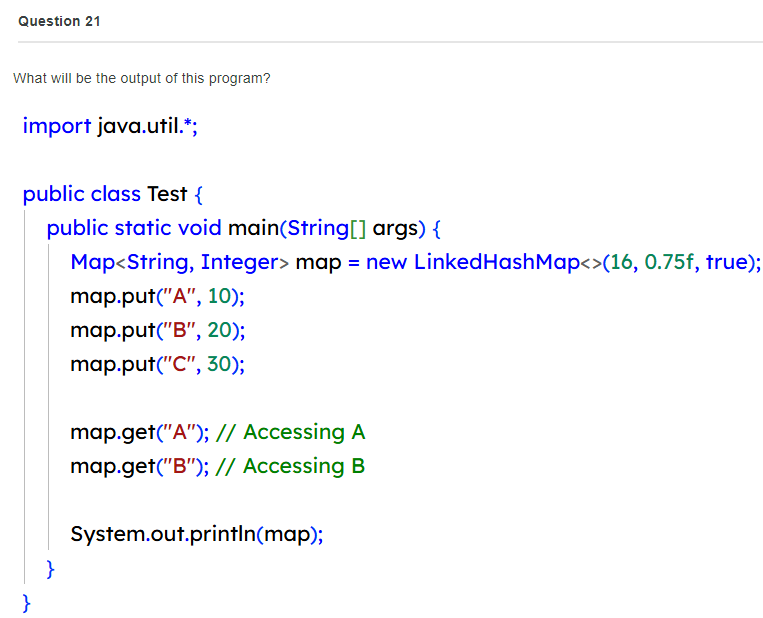 Question 21
What will be the output of this program?
import java.util.*;
public class Test {
public static void main(String[] args) {
Map<String, Integer> map = new LinkedHashMap<>(16, 0.75f, true);
map.put("A", 10);
map.put("B", 20);
map.put("C", 30);
map.get("A"); // Accessing A
map.get("B"); // Accessing B
System.out.println(map);
}
}